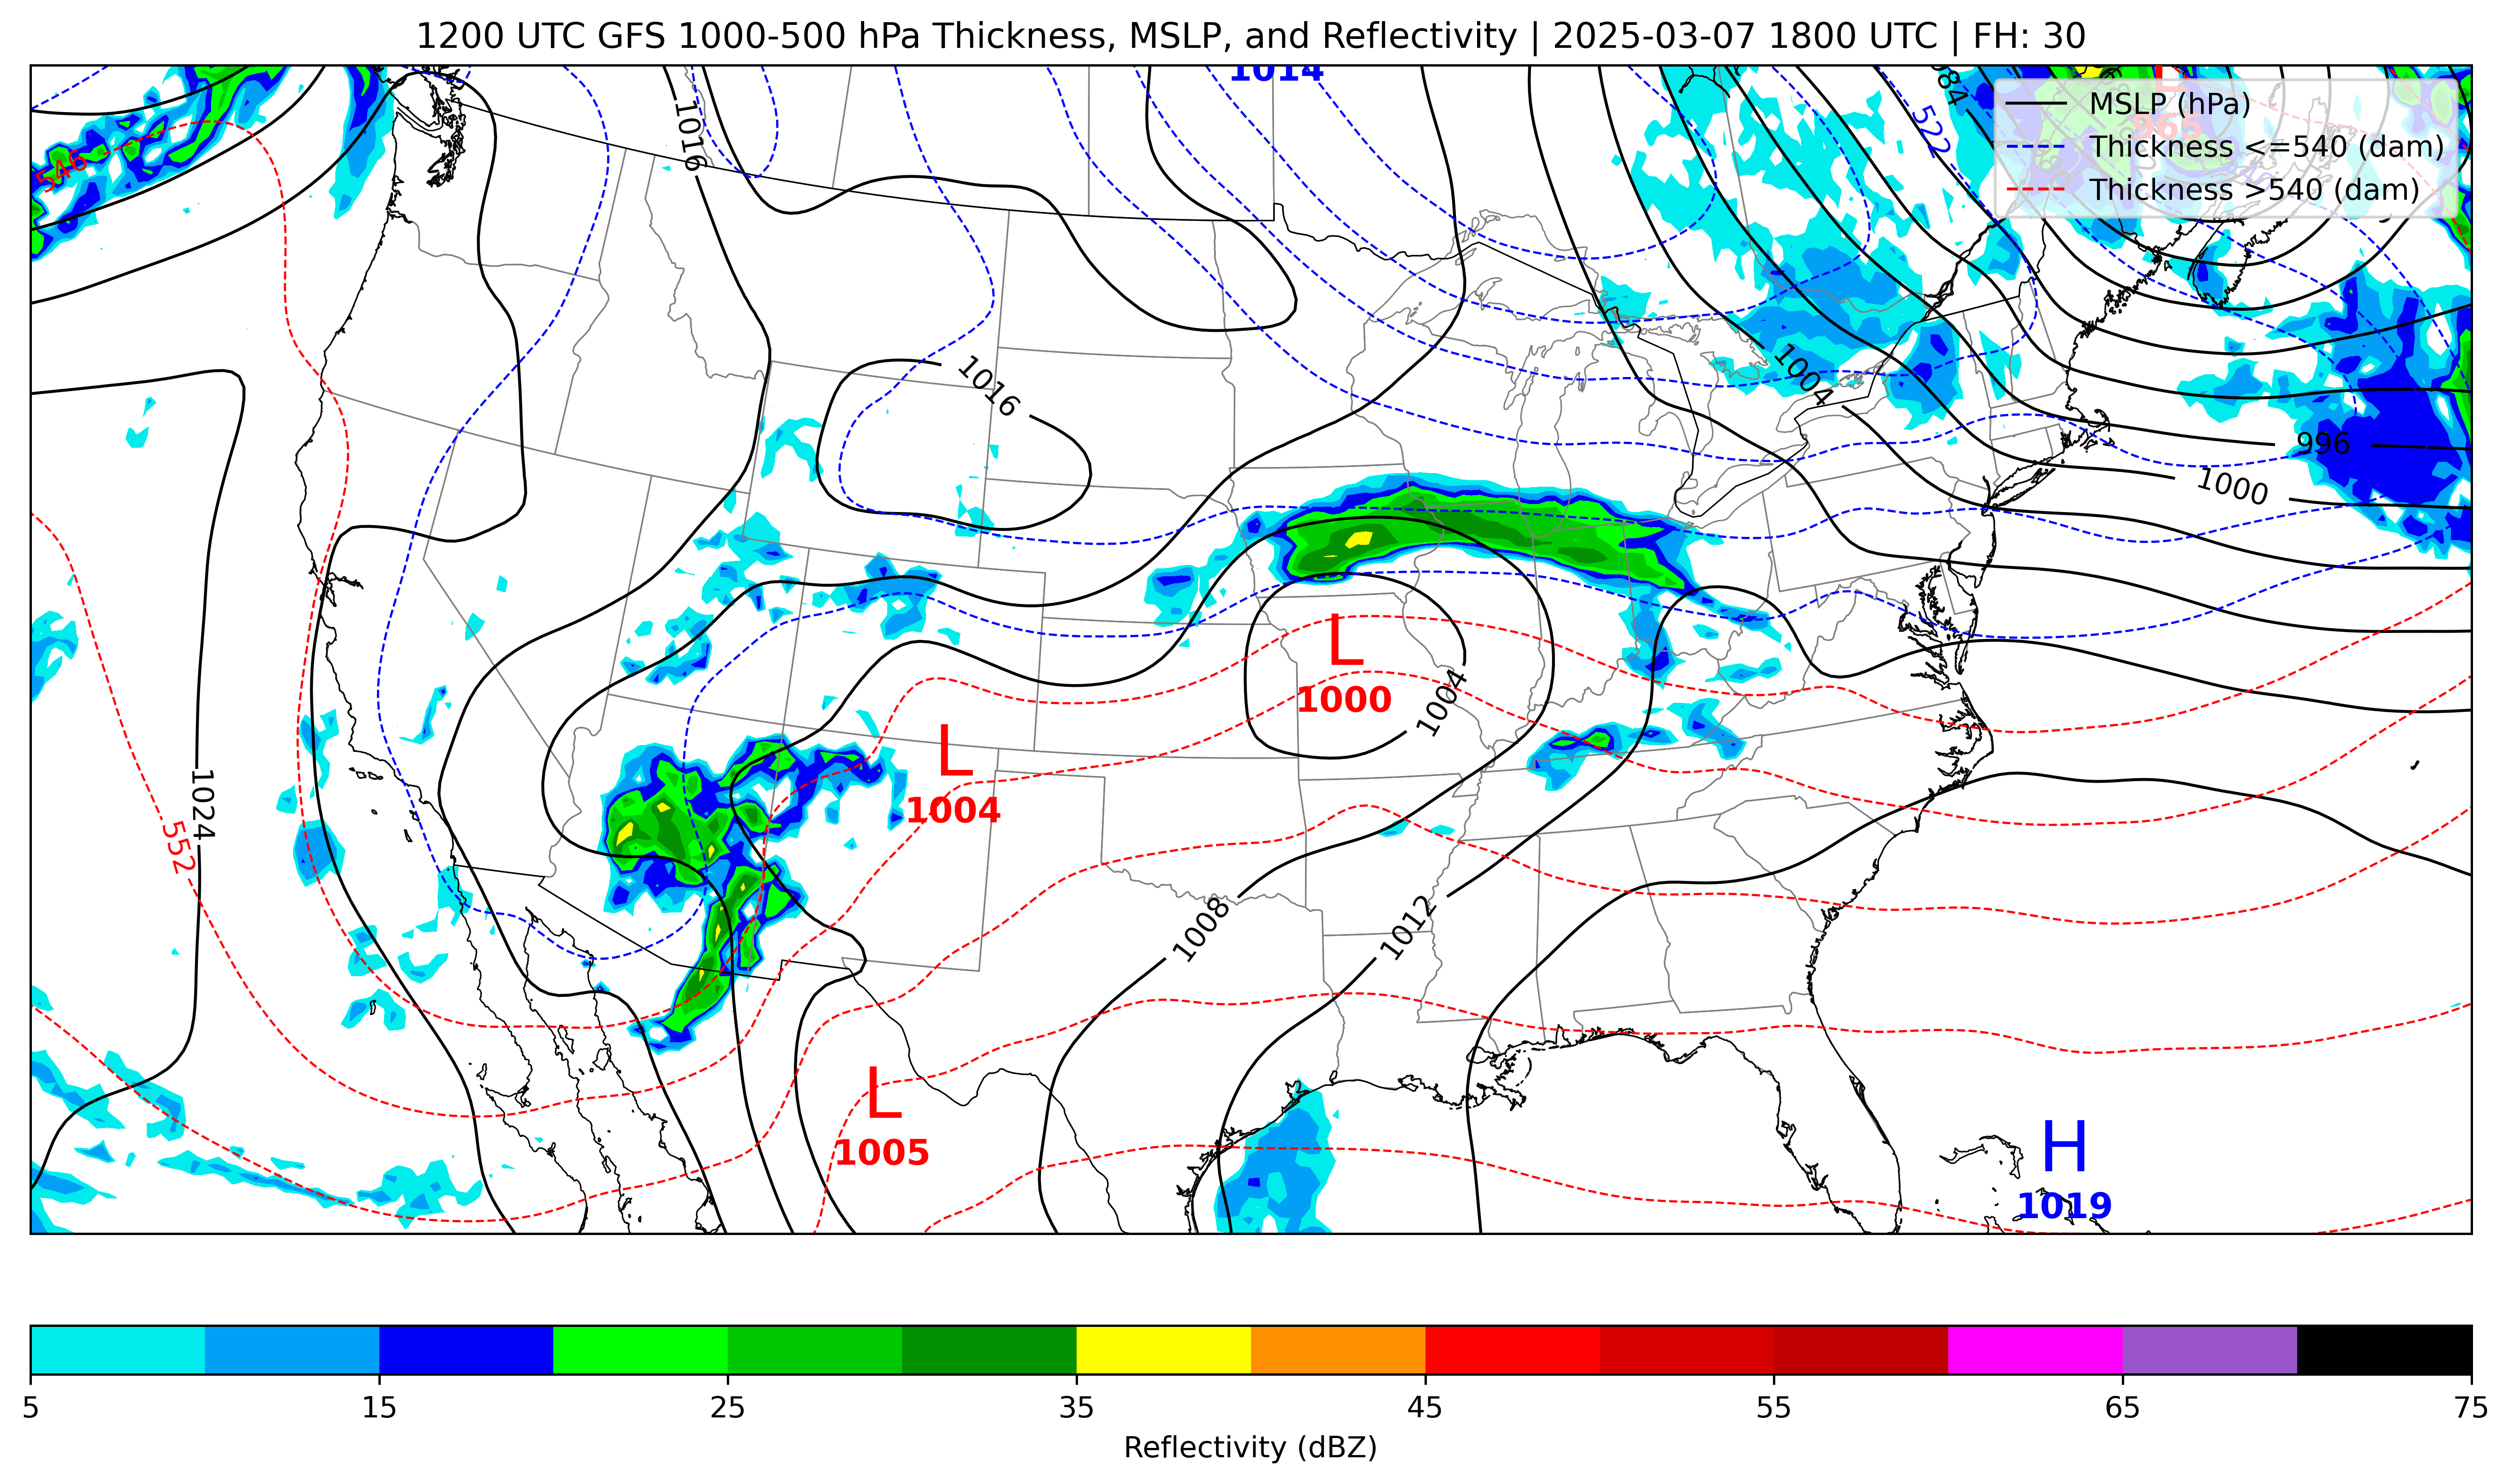 1200 UTC GFS 1000-500 hPa Thickness, MSLP, and Reflectivity | 2025-03-07 1800 UTC | FH: 30
1014
L
965
984
522
MSLP (hPa)
Thickness <=540 (dam)
Thickness >540 (dam)
546
1016
1016
1004
996
1000
L
1000
1004
L
1004
1024
552
1008
1012
L
1005
H
1019
5 15 25 35 45 55 65 75
Reflectivity (dBZ)